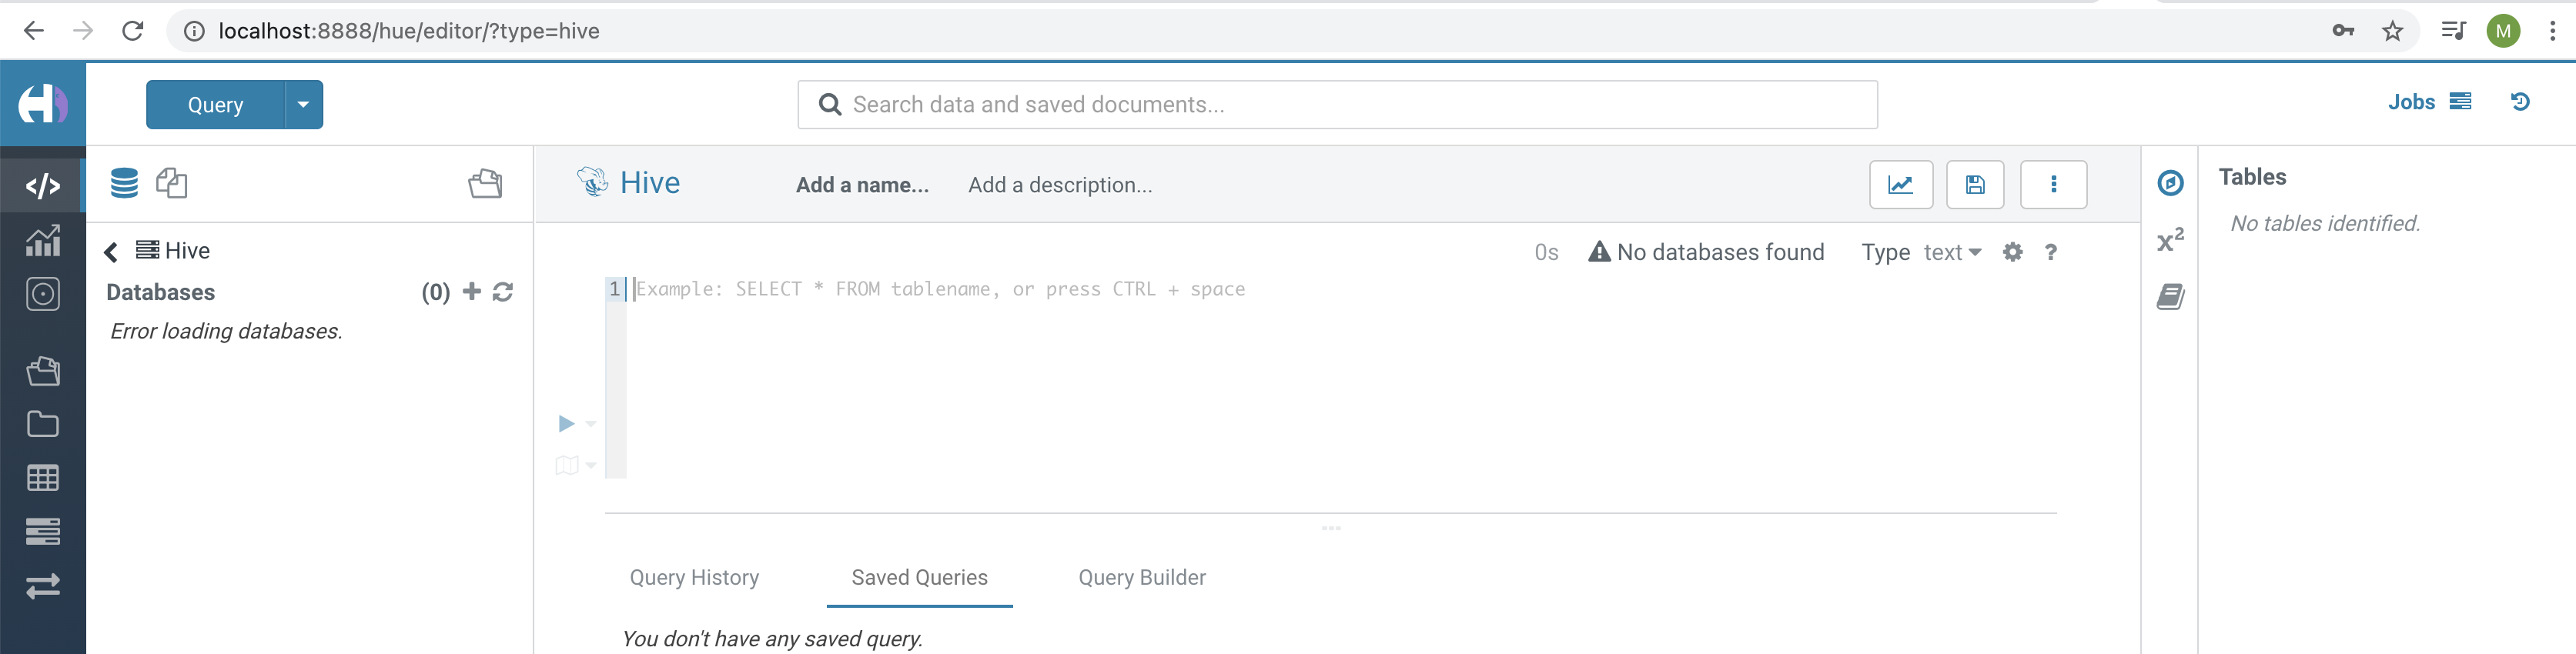 localhost:8888/hue/editor/?type=hive
M
Query
Search data and saved documents...
Jobs
Hive
Add a name...
Add a description...
Tables
No tables identified.
Hive
Databases
(0)
Error loading databases.
0s
No databases found
Type
text
?
x²
1
Example: SELECT * FROM tablename, or press CTRL + space
Query History
Saved Queries
Query Builder
You don't have any saved query.